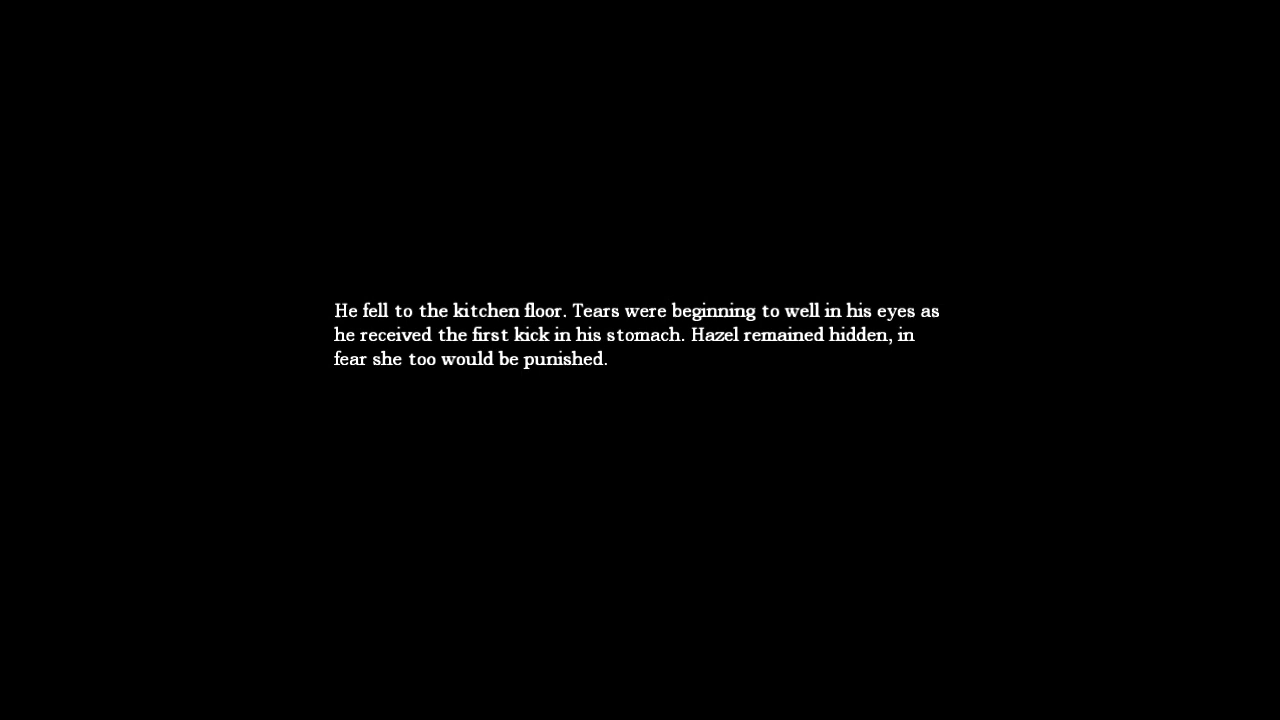 He fell to the kitchen floor. Tears were beginning to well in his eyes as
he received the first kick in his stomach. Hazel remained hidden, in
fear she too would be punished.